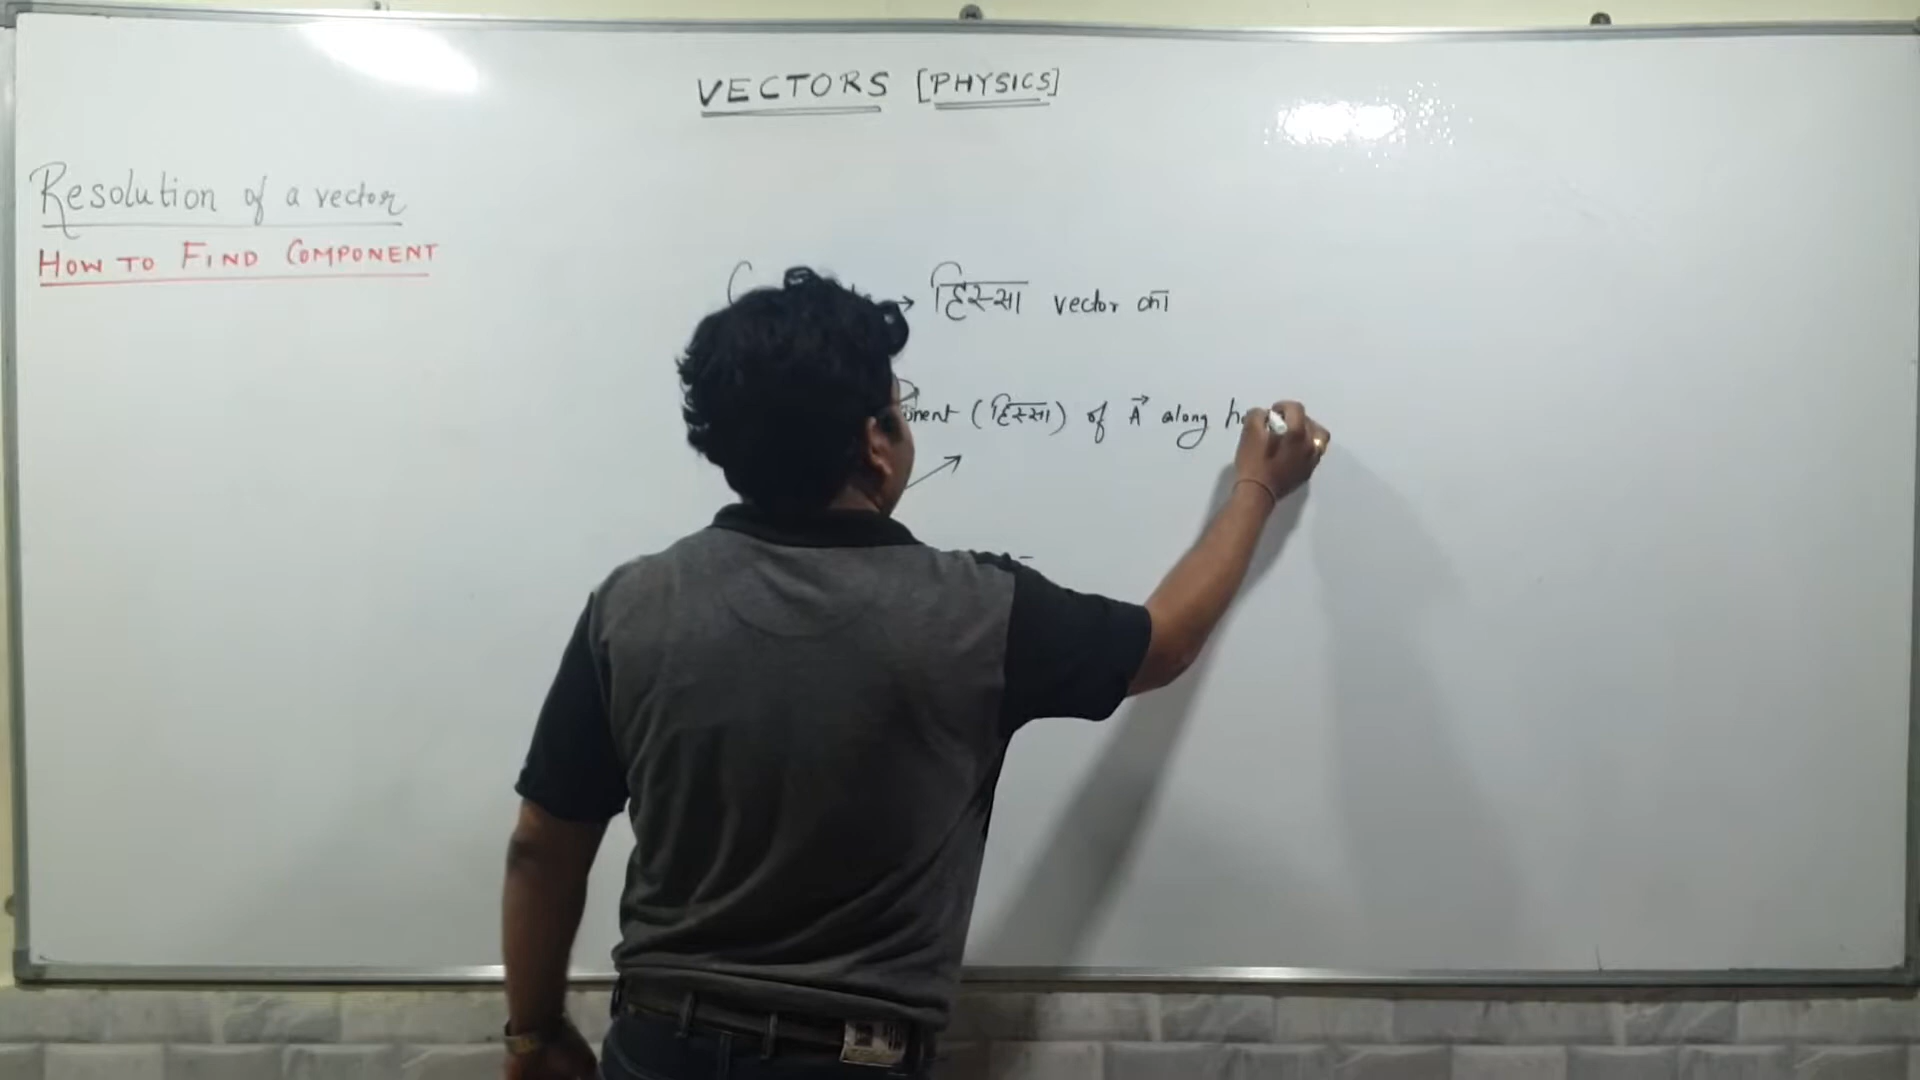 VECTORS [PHYSICS]
Resolution of a vector
HOW TO FIND COMPONENT
→ हिस्सा vector का
(हिस्सा) of A⃗ along